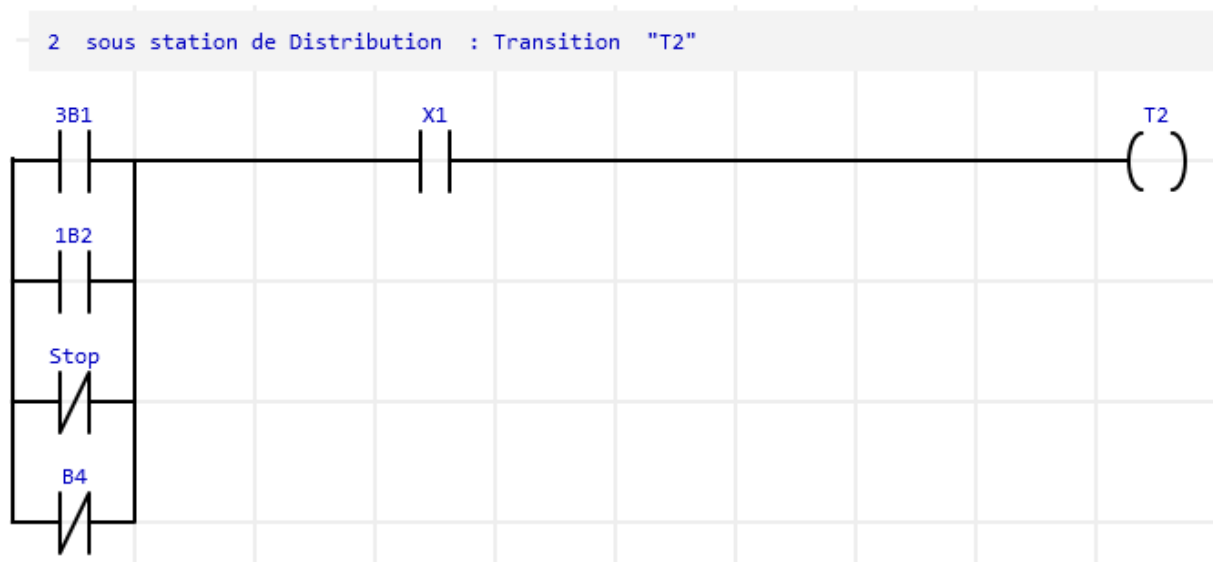 2 sous station de Distribution : Transition "T2"
3B1 X1 T2
1B2
Stop
B4